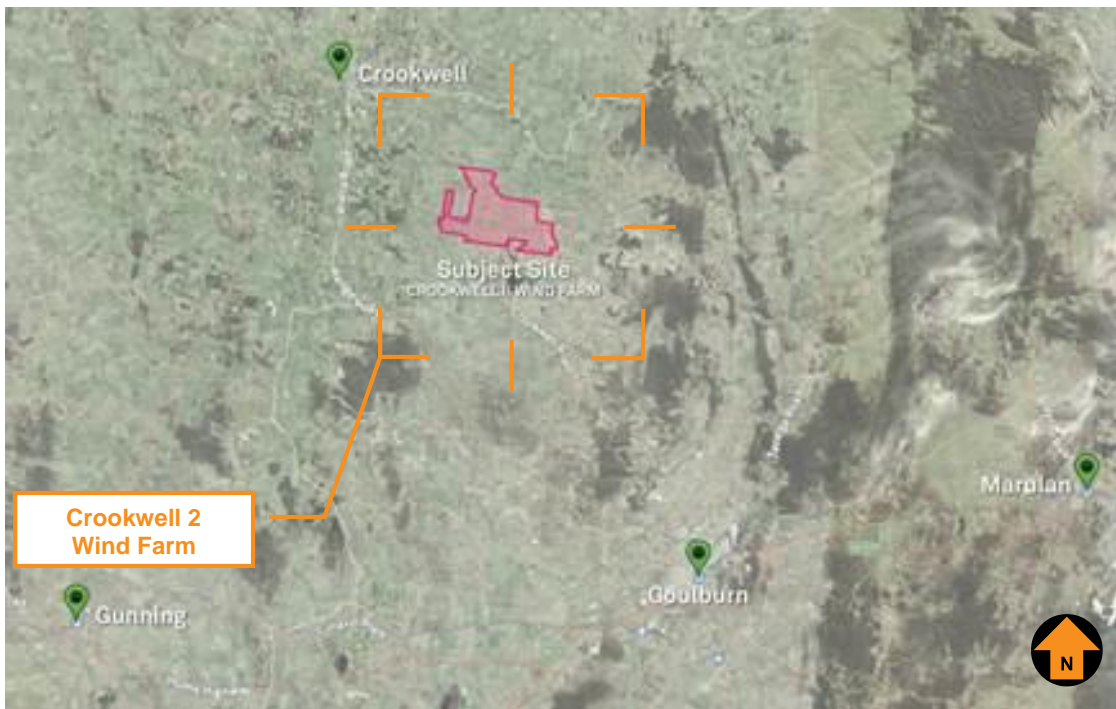 Crookwell
Subject Site
CROOKWELL II WIND FARM
Marulan
Crookwell 2
Wind Farm
Goulburn
Gunning
N